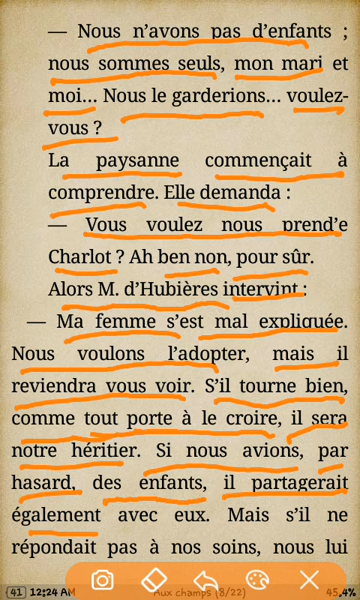 — Nous n’avons pas d’enfants ;
nous sommes seuls, mon mari et
moi... Nous le garderions... voulez-
vous ?
La paysanne commençait à
comprendre. Elle demanda :
— Vous voulez nous prend’e
Charlot ? Ah ben non, pour sûr.
Alors M. d’Hubières intervint :
— Ma femme s’est mal expliquée.
Nous voulons l’adopter, mais il
reviendra vous voir. S’il tourne bien,
comme tout porte à le croire, il sera
notre héritier. Si nous avions, par
hasard, des enfants, il partagerait
également avec eux. Mais s’il ne
répondait pas à nos soins, nous lui
41 12:24 AM Aux champs (8/22) 45.4%